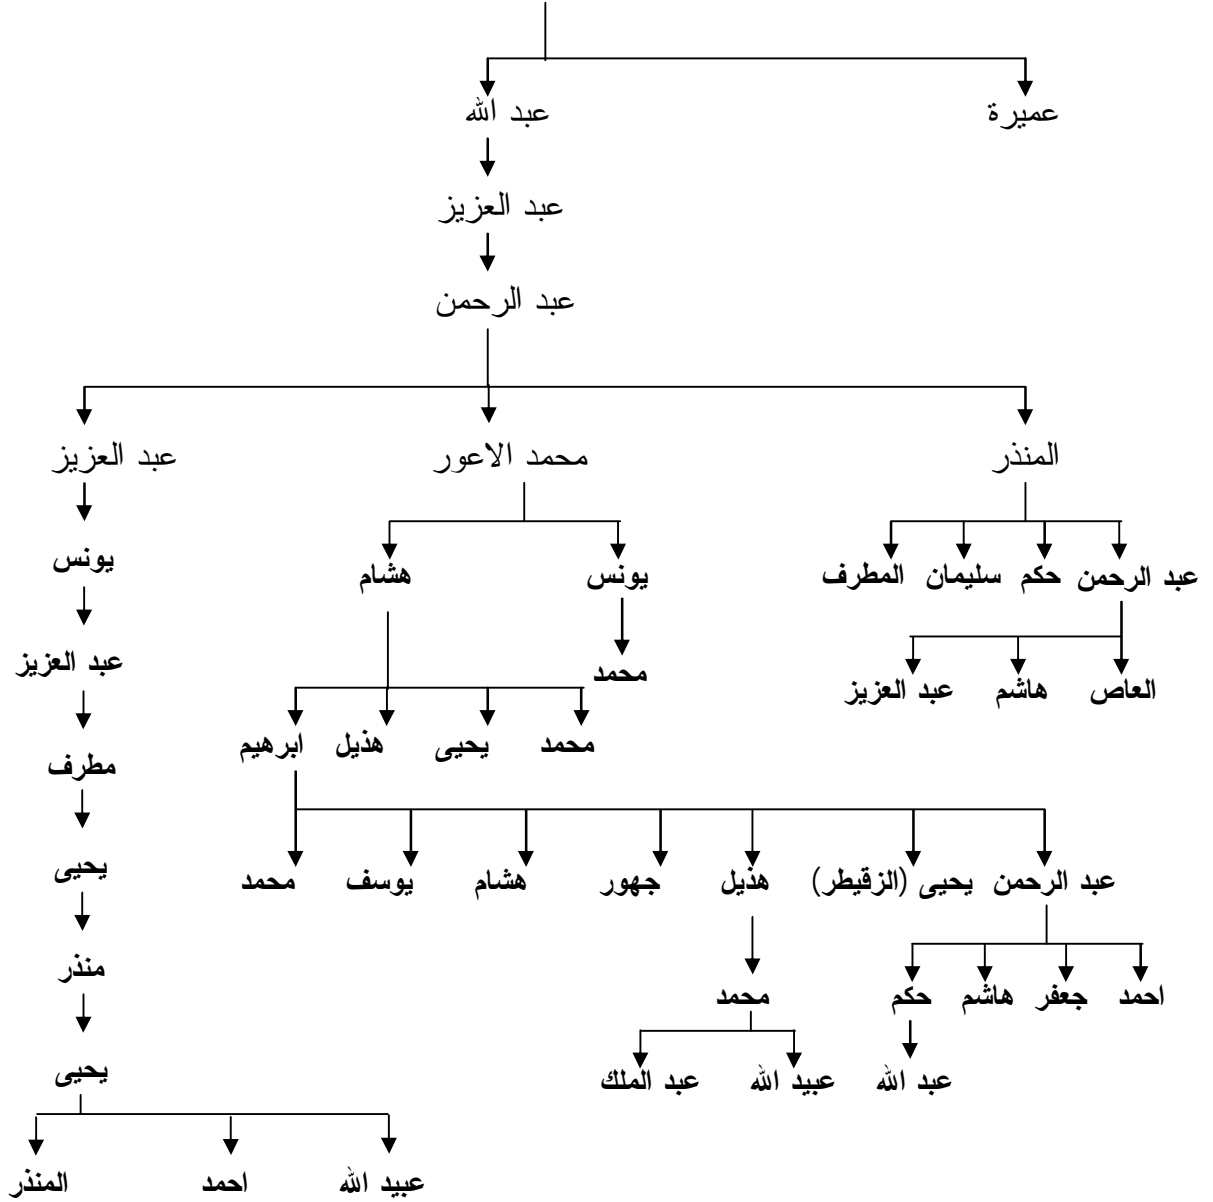 عميرة عبد الله
عبد العزيز
عبد الرحمن
المنذر محمد الاعور عبد العزيز
عبد الرحمن حكم سليمان المطرف يونس هشام يونس
العاص هاشم عبد العزيز محمد عبد العزيز
محمد يحيى هذيل ابرهيم مطرف
عبد الرحمن يحيى (الزقيطر) هذيل جهور هشام يوسف محمد يحيى
احمد جعفر هاشم حكم محمد منذر
عبد الله عبيد الله عبد الملك يحيى
عبيد الله احمد المنذر